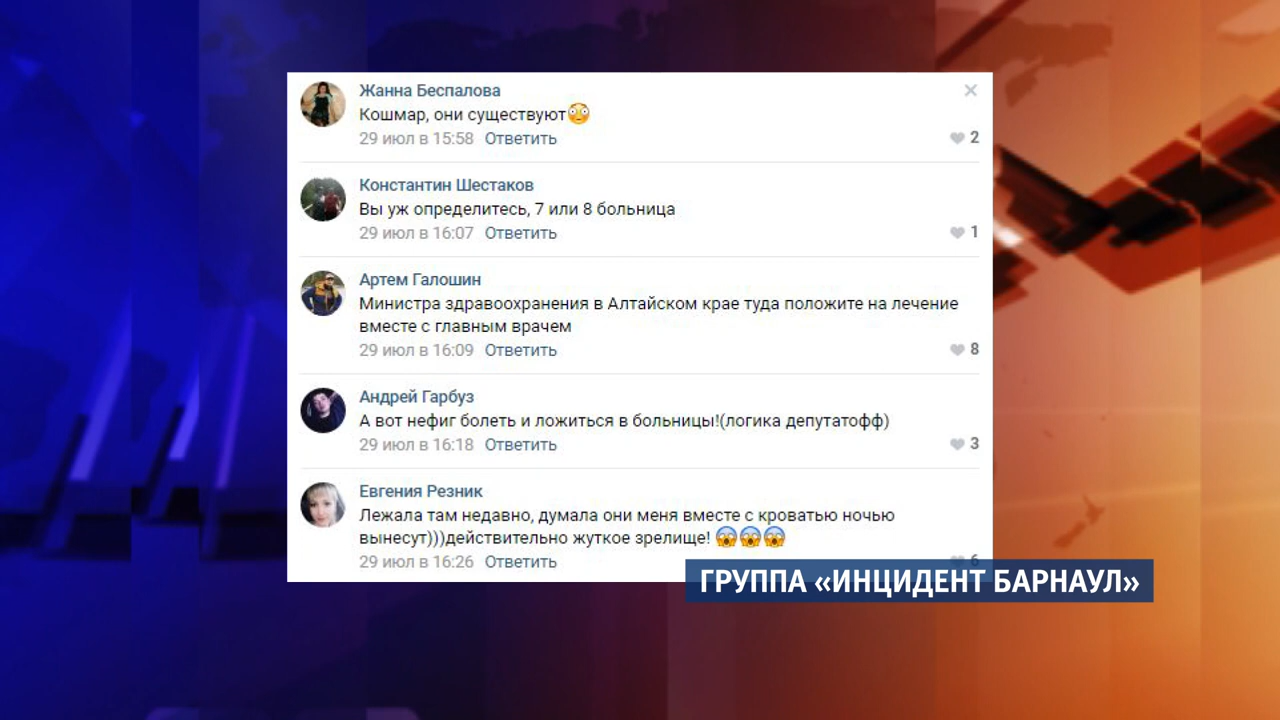 Жанна Беспалова
Кошмар, они существуют😳
29 июл в 15:58 Ответить
2
Константин Шестаков
Вы уж определитесь, 7 или 8 больница
29 июл в 16:07 Ответить
1
Артем Галошин
Министра здравоохранения в Алтайском крае туда положите на лечение
вместе с главным врачем
29 июл в 16:09 Ответить
8
Андрей Гарбуз
А вот нефиг болеть и ложиться в больницы!(логика депутатофф)
29 июл в 16:18 Ответить
3
Евгения Резник
Лежала там недавно, думала они меня вместе с кроватью ночью
вынесут)))действительно жуткое зрелище! 😱😱😱
29 июл в 16:26 Ответить
6
ГРУППА «ИНЦИДЕНТ БАРНАУЛ»